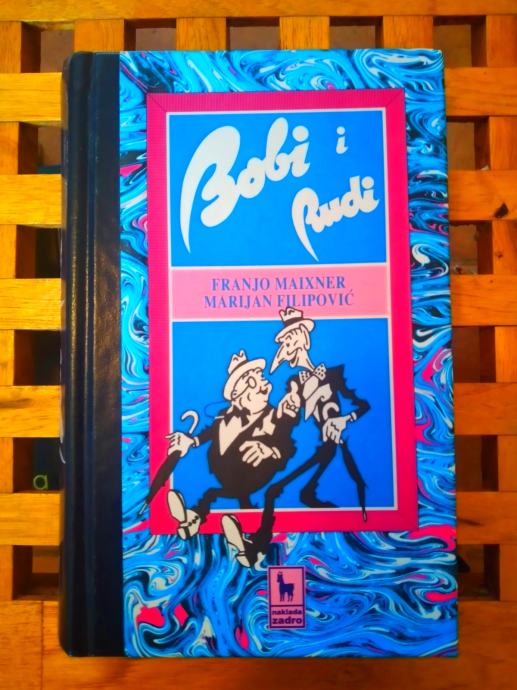 Bobi i
Rudi
FRANJO MAIXNER
MARIJAN FILIPOVIĆ
naklada
zadro